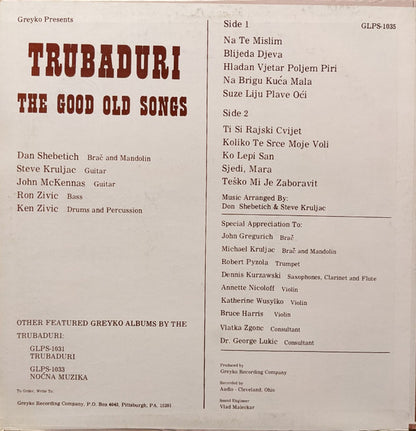 Greyko Presents
TRUBADURI
THE GOOD OLD SONGS
Dan Shebetich Brač and Mandolin
Steve Kruljac Guitar
John McKennas Guitar
Ron Zivic Bass
Ken Zivic Drums and Percussion
OTHER FEATURED GREYKO ALBUMS BY THE
TRUBADURI:
GLPS-1031
TRUBADURI
GLPS-1033
NOĆNA MUZIKA
To Order, Write To:
Greyko Recording Company, P.O. Box 4042, Pittsburgh, PA. 15201
Side 1 GLPS-1035
Na Te Mislim
Blijeda Djeva
Hladan Vjetar Poljem Piri
Na Brigu Kuća Mala
Suze Liju Plave Oći
Side 2
Ti Si Rajski Cvijet
Koliko Te Srce Moje Voli
Ko Lepi San
Sjedi, Mara
Teško Mi Je Zaboravit
Music Arranged By:
Don Shebetich & Steve Kruljac
Special Appreciation To:
John Gregurich Brač
Michael Kruljac Brač and Mandolin
Robert Pyzola Trumpet
Dennis Kurzawski Saxophones, Clarinet and Flute
Annette Nicoloff Violin
Katherine Wusylko Violin
Bruce Harris Violin
Vlatka Zgonc Consultant
Dr. George Lukic Consultant
Produced by
Greyko Recording Company
Recorded by
Audio - Cleveland, Ohio
Sound Engineer
Vlad Maleckar